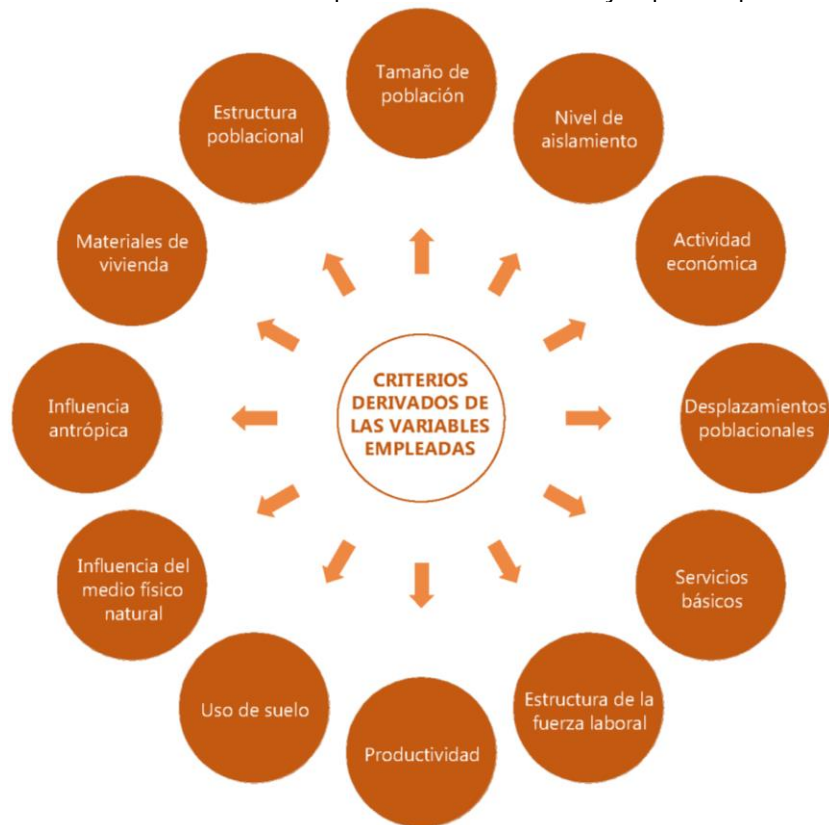 Tamaño de
población
Nivel de
aislamiento
Actividad
económica
Desplazamientos
poblacionales
Servicios
básicos
Estructura de la
fuerza laboral
Productividad
Uso de suelo
Influencia del
medio físico
natural
Influencia
antrópica
Materiales de
vivienda
Estructura
poblacional
CRITERIOS
DERIVADOS DE
LAS VARIABLES
EMPLEADAS